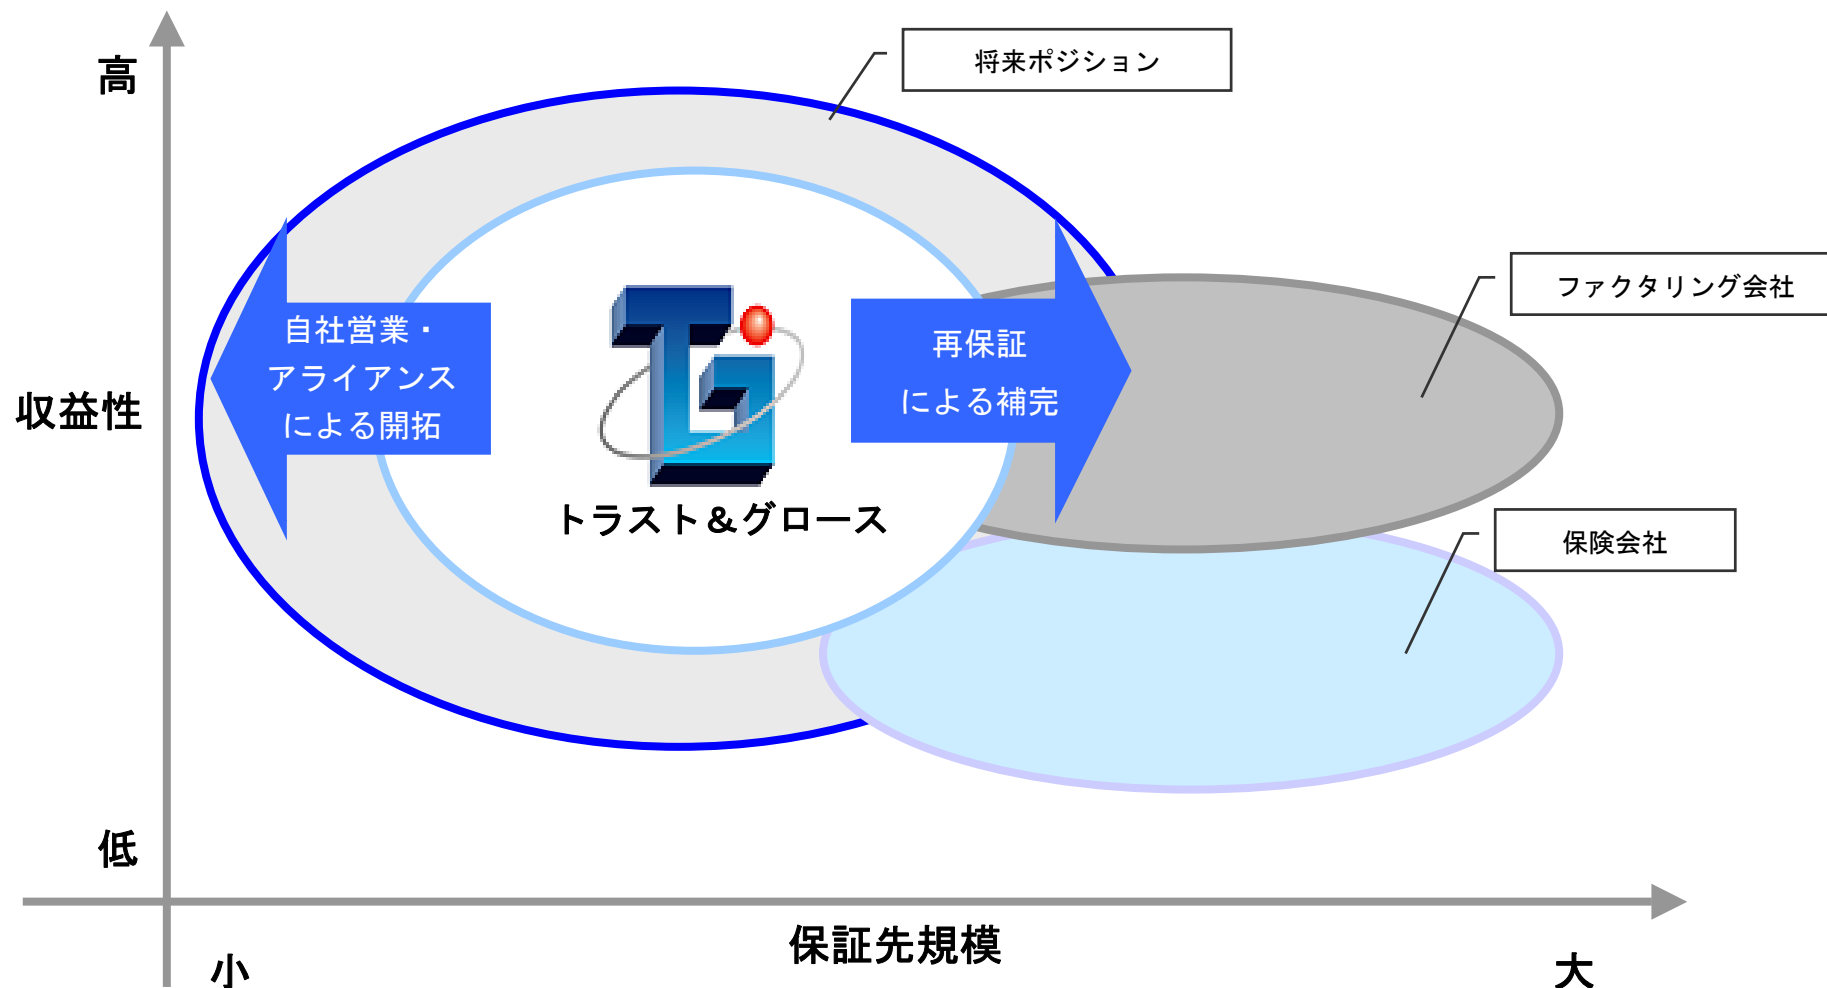 高
将来ポジション
ファクタリング会社
自社営業・
アライアンス
による開拓
再保証
による補完
収益性
トラスト＆グロース
保険会社
低
保証先規模
小
大